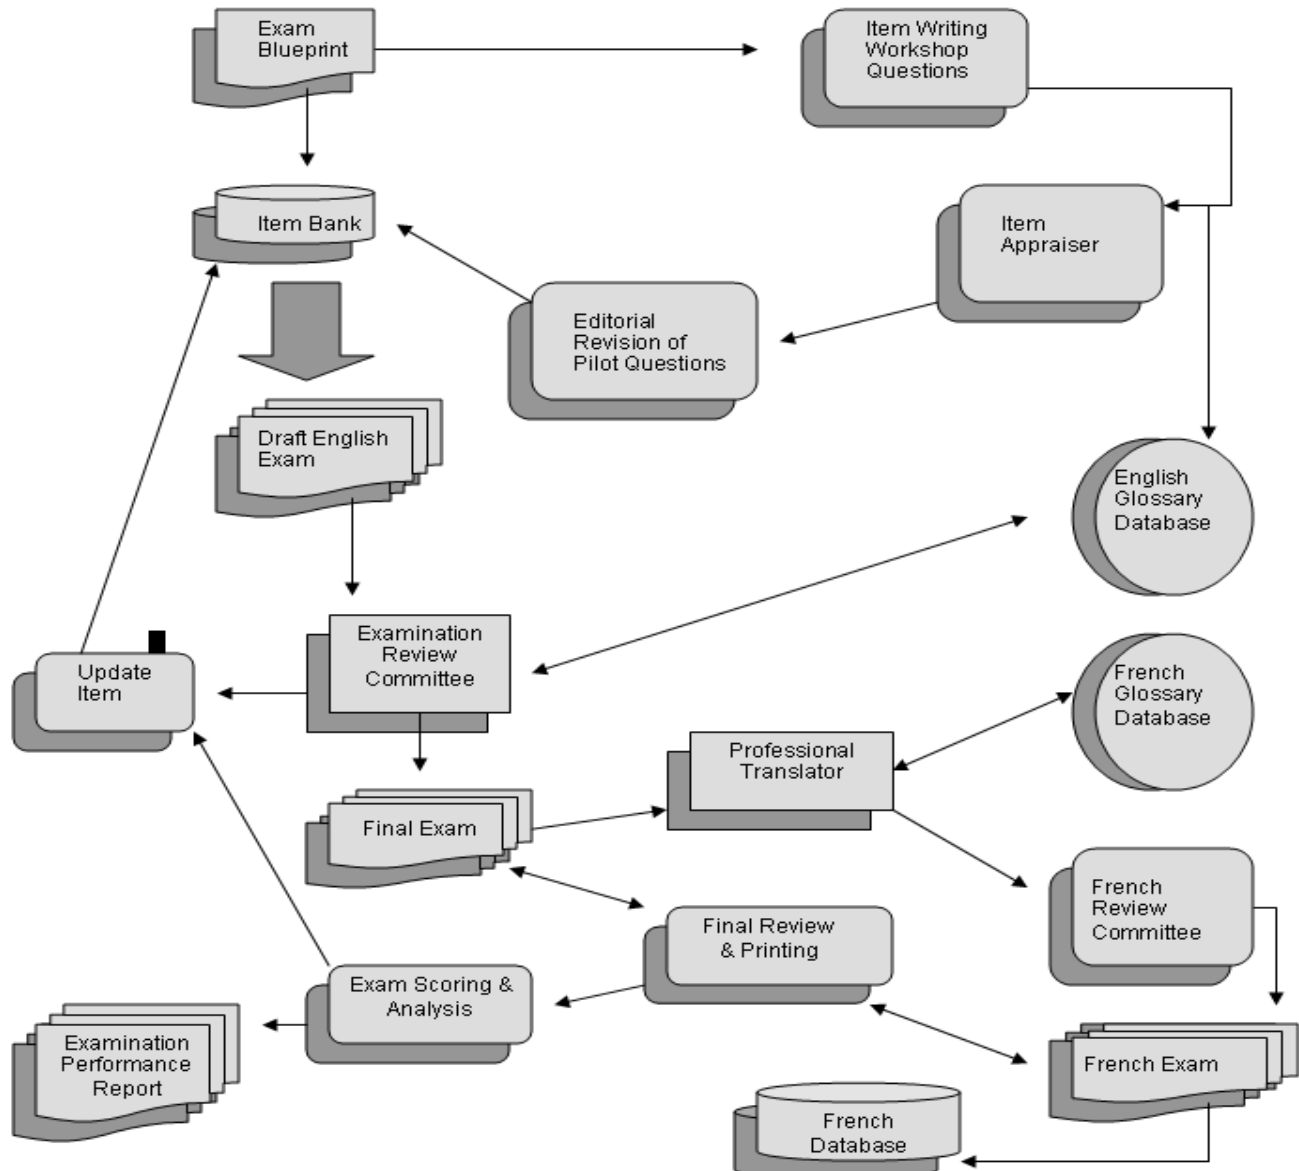 Exam
Blueprint
Item Writing
Workshop
Questions
Item Bank
Item
Appraiser
Editorial
Revision of
Pilot Questions
Draft English
Exam
English
Glossary
Database
Examination
Review
Committee
Update
Item
French
Glossary
Database
Professional
Translator
Final Exam
French
Review
Committee
Final Review
& Printing
Exam Scoring &
Analysis
Examination
Performance
Report
French Exam
French
Database